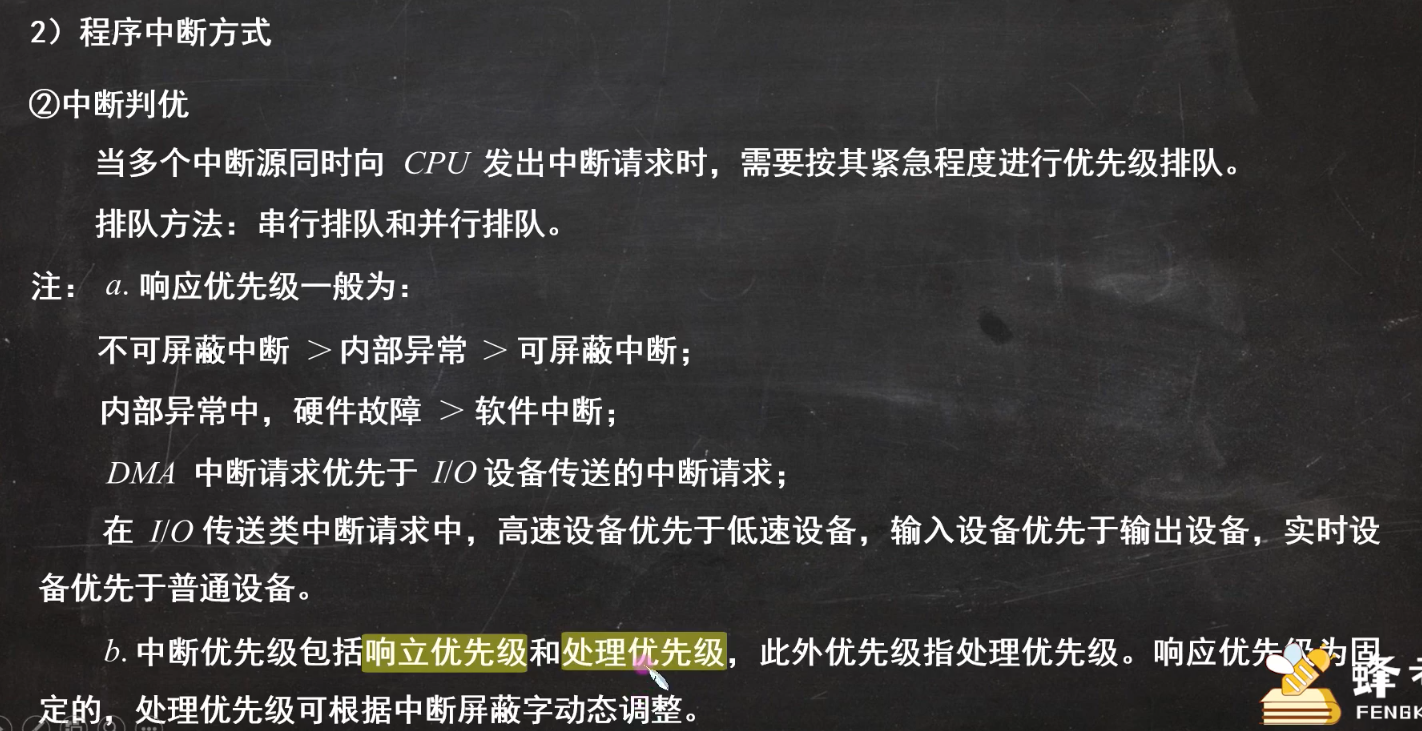 2）程序中断方式
②中断判优
当多个中断源同时向 CPU 发出中断请求时，需要按其紧急程度进行优先级排队。
排队方法：串行排队和并行排队。
注： a. 响应优先级一般为：
不可屏蔽中断 ＞内部异常 ＞ 可屏蔽中断；
内部异常中，硬件故障 ＞ 软件中断；
DMA 中断请求优先于 I/O 设备传送的中断请求；
在 I/O 传送类中断请求中，高速设备优先于低速设备，输入设备优先于输出设备，实时设
备优先于普通设备。
b. 中断优先级包括响立优先级和处理优先级，此外优先级指处理优先级。响应优先级为固
定的，处理优先级可根据中断屏蔽字动态调整。
蜂考
FENGK